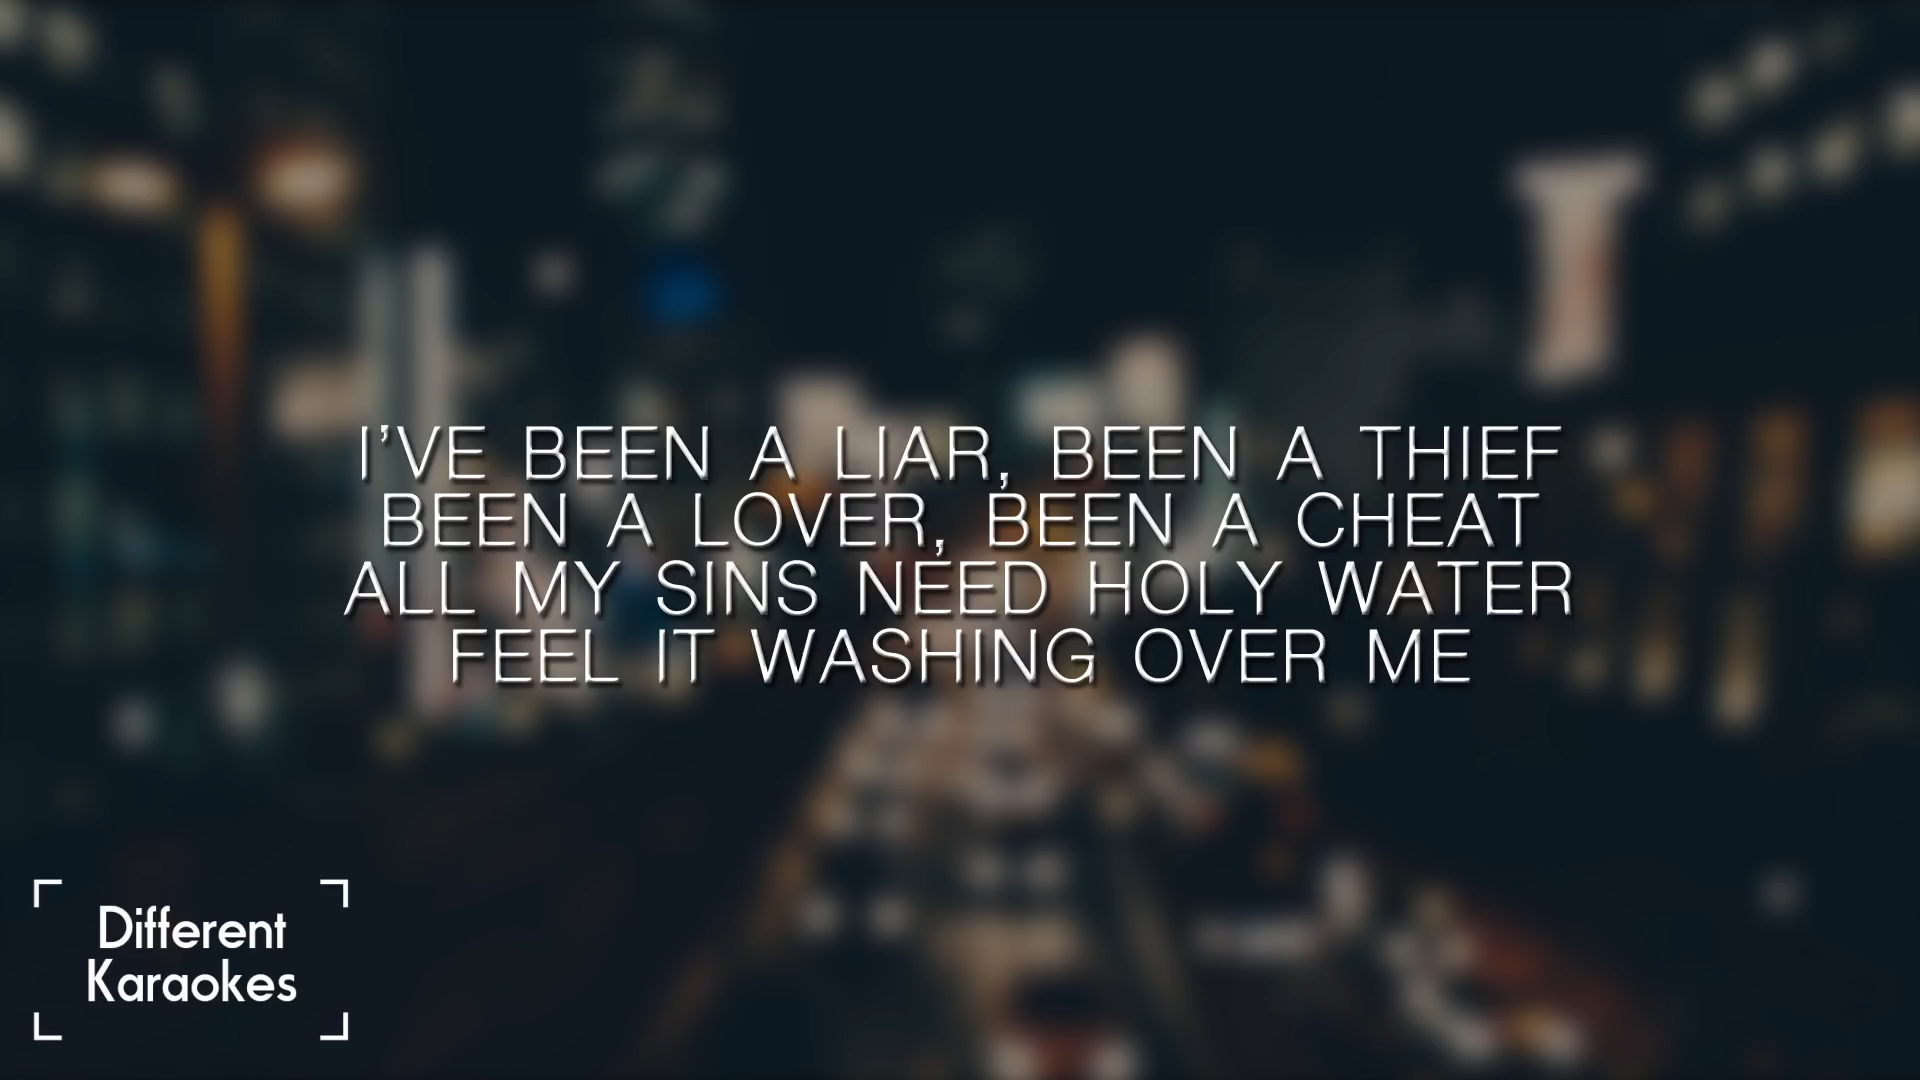 I'VE BEEN A LIAR, BEEN A THIEF
BEEN A LOVER, BEEN A CHEAT
ALL MY SINS NEED HOLY WATER
FEEL IT WASHING OVER ME
Different
Karaokes